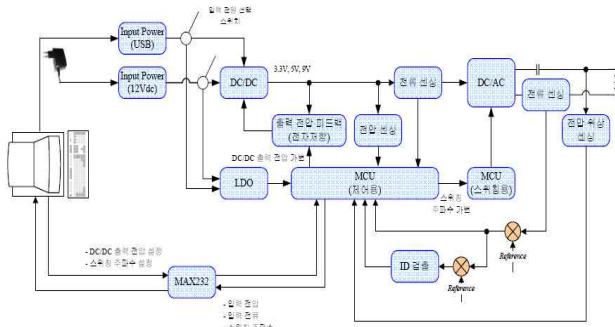 입력 전압 선택
스위치
Input Power
(USB)
Input Power
(12Vdc)
DC/DC
3.3V, 5V, 9V
전류 센싱
DC/AC
전류 센싱
출력 전압 피드백
(전자저항)
전압 센싱
전압 위상
센싱
DC/DC 출력 전압 가변
LDO
MCU
(제어용)
MCU
(스위칭용)
스위칭
주파수 가변
Reference
ID 검출
Reference
- DC/DC 출력 전압 설정
- 스위칭 주파수 설정
MAX232
- 입력 전압
- 입력 전류